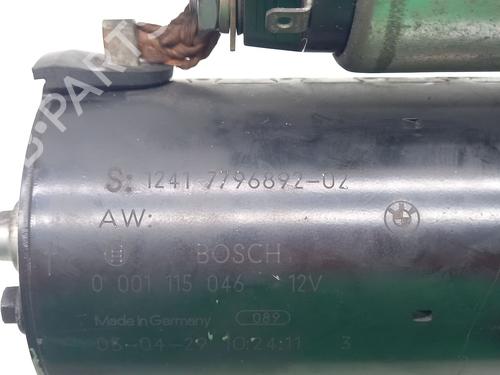 S: 1241 7796892-02
AW:
BOSCH
0 001 115 046 12V
Made in Germany 089
05-04-29 10:24:11 3